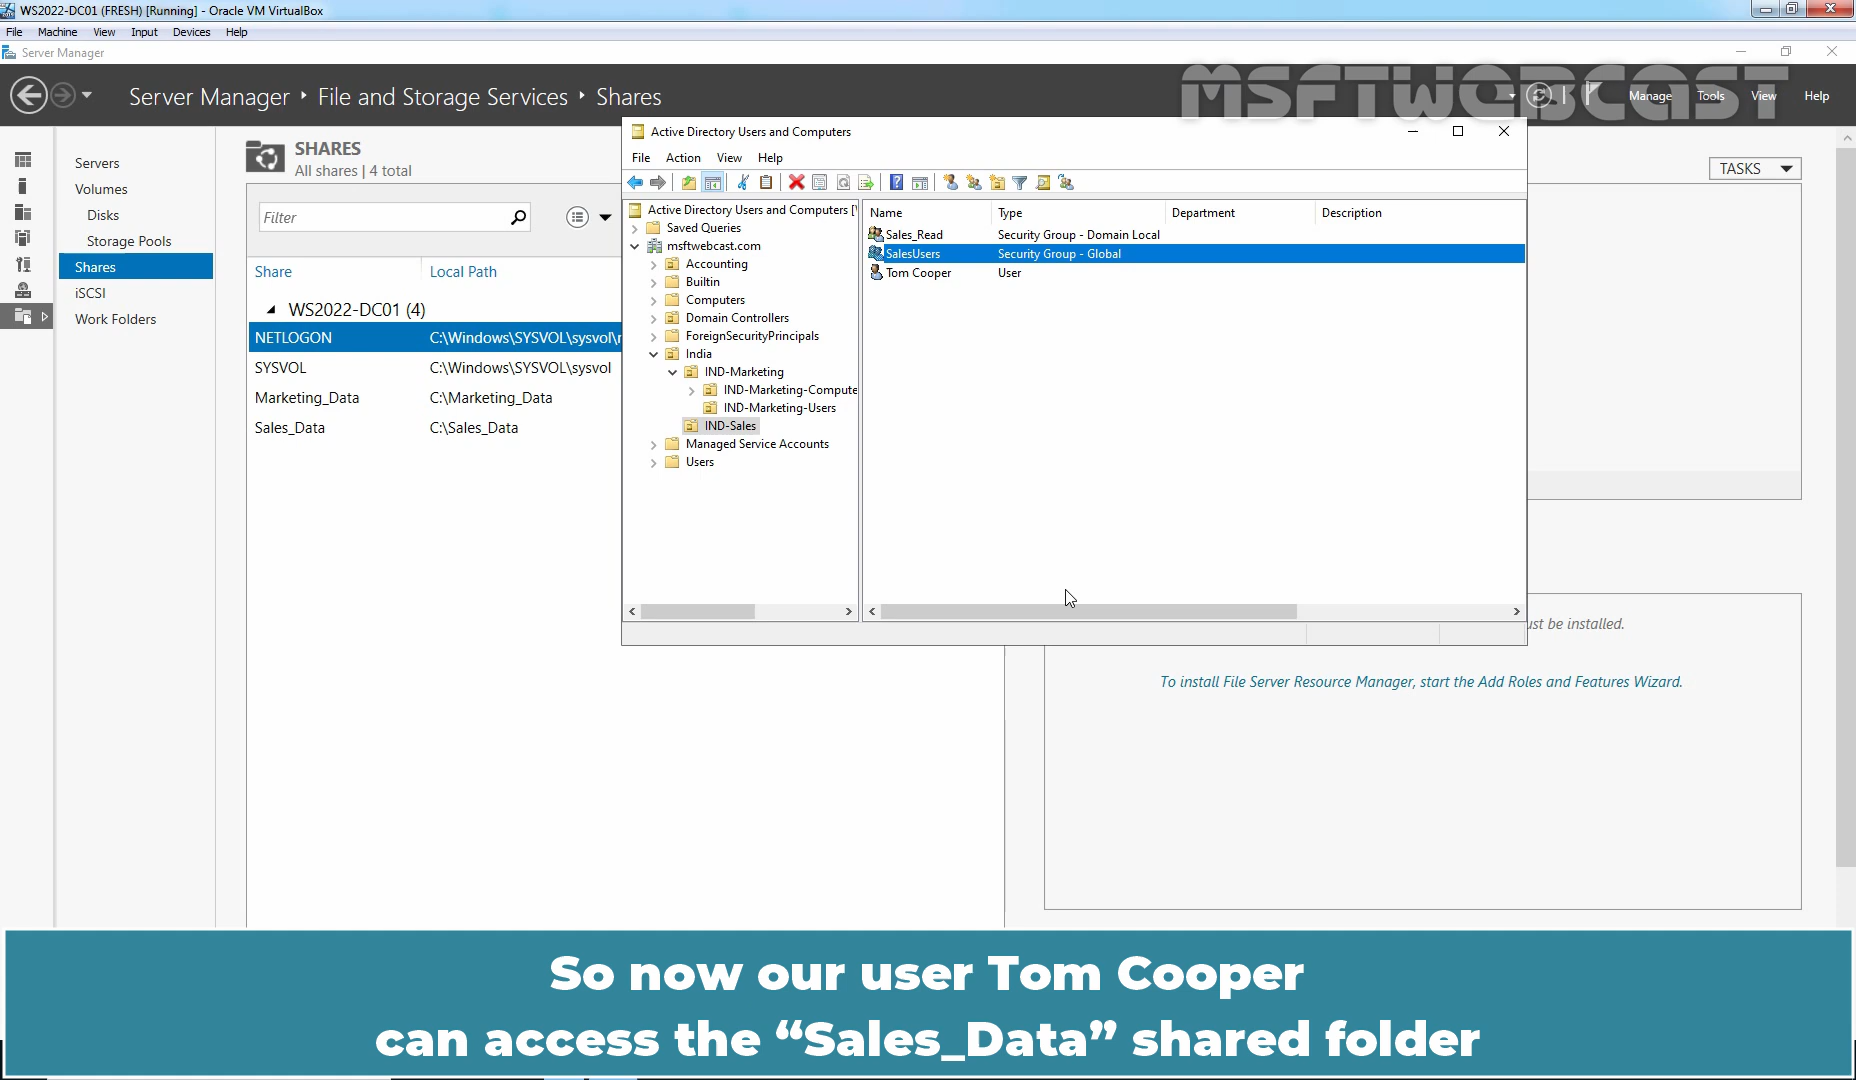 WS2022-DC01 (FRESH) [Running] - Oracle VM VirtualBox
File Machine View Input Devices Help
Server Manager
Server Manager ‣ File and Storage Services ‣ Shares
MSFTWEBCAST
Manage Tools View Help
Servers
Volumes
Disks
Storage Pools
Shares
iSCSI
Work Folders
SHARES
All shares | 4 total
TASKS
Filter
Share Local Path
WS2022-DC01 (4)
NETLOGON C:\Windows\SYSVOL\sysvol\
SYSVOL C:\Windows\SYSVOL\sysvol
Marketing_Data C:\Marketing_Data
Sales_Data C:\Sales_Data
Active Directory Users and Computers
File Action View Help
Active Directory Users and Computers [
Saved Queries
msftwebcast.com
Accounting
Builtin
Computers
Domain Controllers
ForeignSecurityPrincipals
India
IND-Marketing
IND-Marketing-Compute
IND-Marketing-Users
IND-Sales
Managed Service Accounts
Users
Name Type Department Description
Sales_Read Security Group - Domain Local
SalesUsers Security Group - Global
Tom Cooper User
be installed.
To install File Server Resource Manager, start the Add Roles and Features Wizard.
So now our user Tom Cooper
can access the “Sales_Data” shared folder